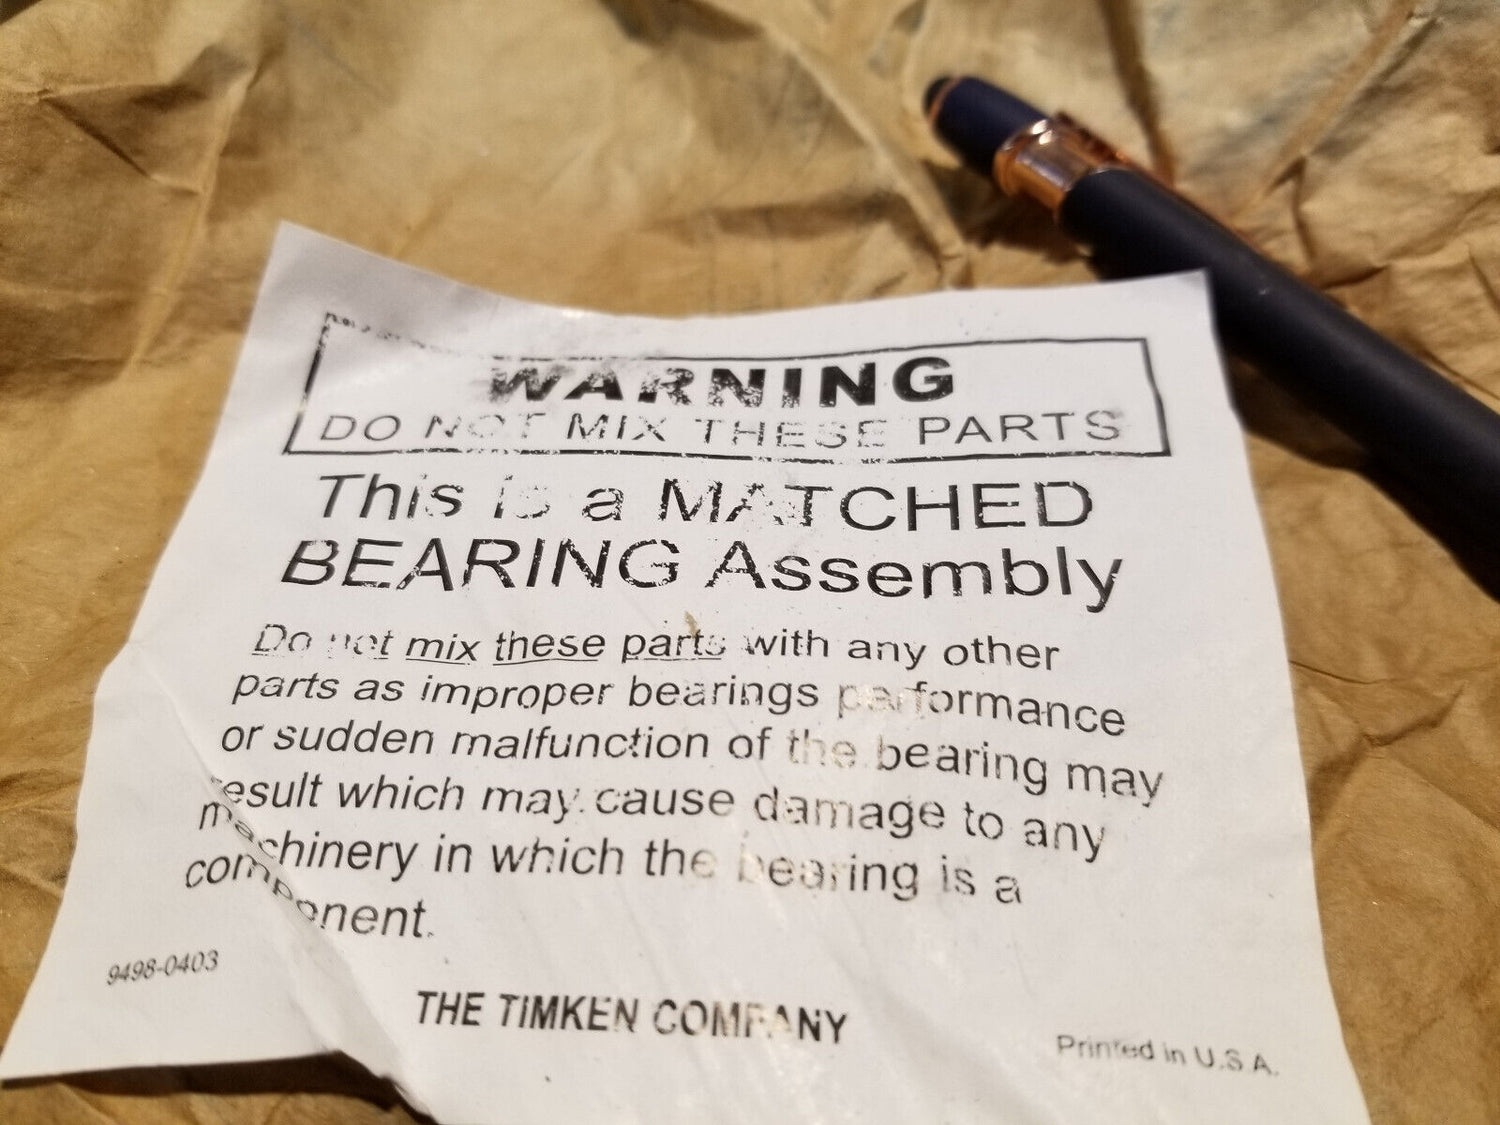 WARNING
DO NOT MIX THESE PARTS
This is a MATCHED
BEARING Assembly
Do not mix these parts with any other
parts as improper bearings performance
or sudden malfunction of the bearing may
result which may cause damage to any
machinery in which the bearing is a
component.
9498-0403
THE TIMKEN COMPANY
Printed in U.S.A.